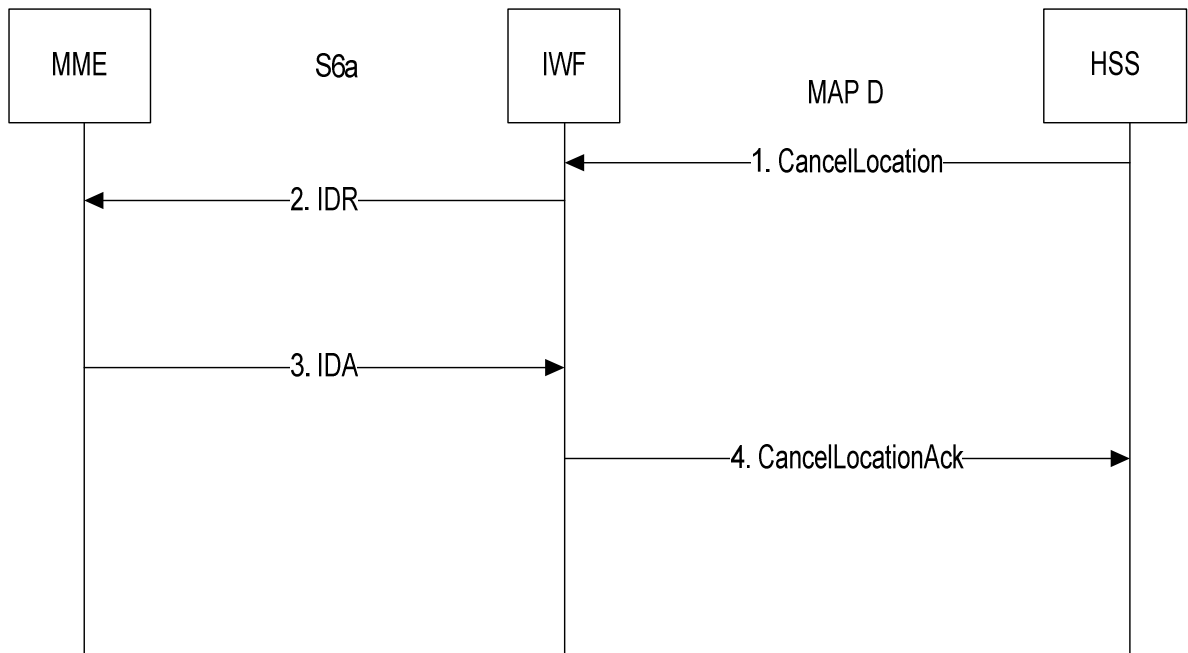 MME
S6a
IWF
MAP D
HSS
1. CancelLocation
2. IDR
3. IDA
4. CancelLocationAck